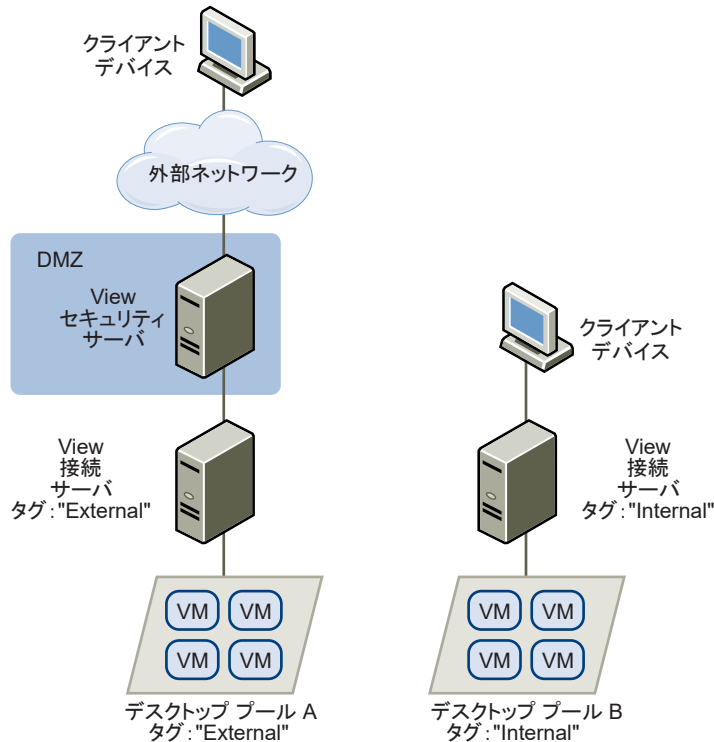 クライアント
デバイス
外部ネットワーク
DMZ
View
セキュリティ
サーバ
View
接続
サーバ
タグ："External"
VM VM
VM VM
デスクトップ プール A
タグ："External"
クライアント
デバイス
View
接続
サーバ
タグ："Internal"
VM VM
VM VM
デスクトップ プール B
タグ："Internal"